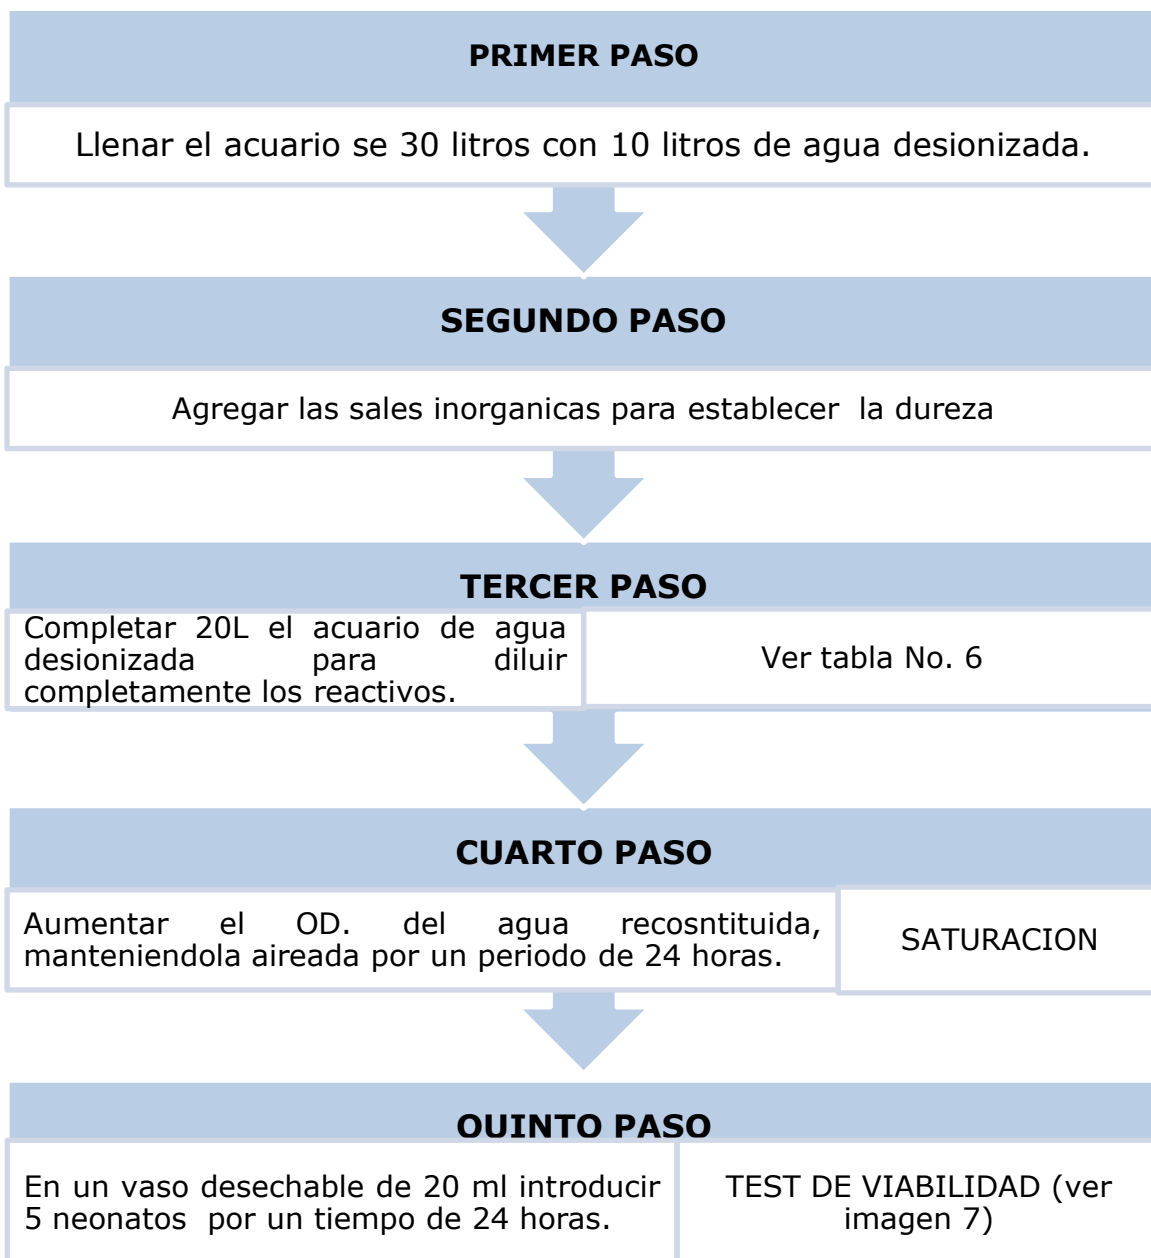 PRIMER PASO
Llenar el acuario se 30 litros con 10 litros de agua desionizada.
SEGUNDO PASO
Agregar las sales inorganicas para establecer la dureza
TERCER PASO
Completar 20L el acuario de agua
desionizada para diluir
completamente los reactivos.
Ver tabla No. 6
CUARTO PASO
Aumentar el OD. del agua recosntituida,
manteniendola aireada por un periodo de 24 horas.
SATURACION
QUINTO PASO
En un vaso desechable de 20 ml introducir
5 neonatos por un tiempo de 24 horas.
TEST DE VIABILIDAD (ver
imagen 7)